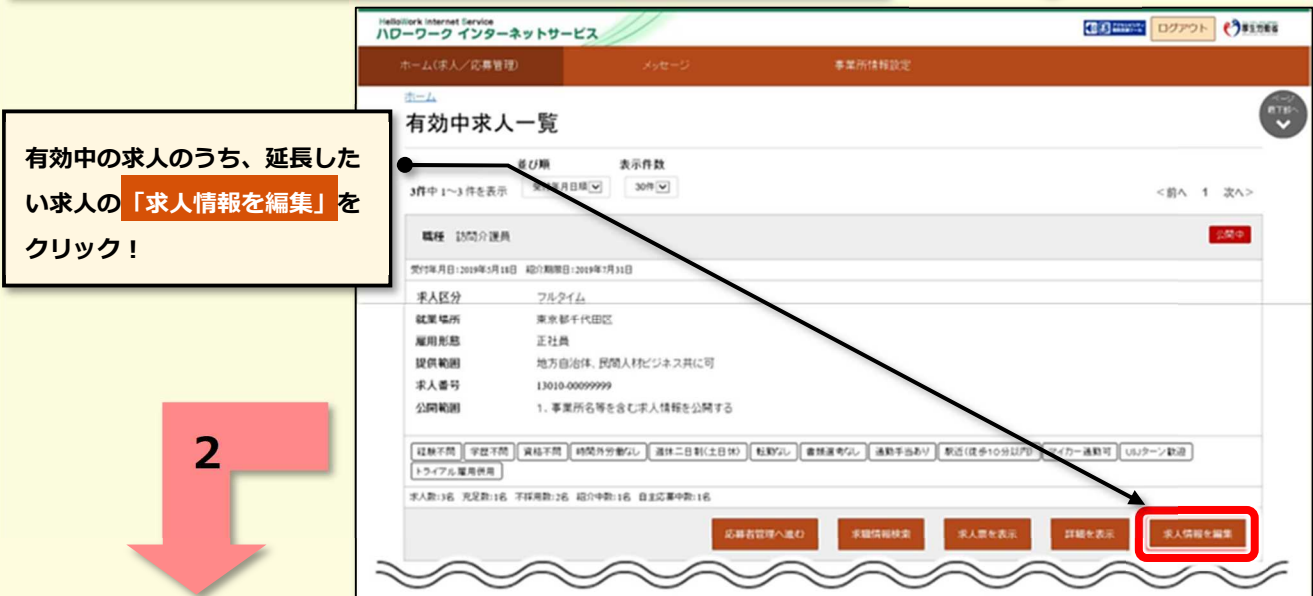 HelloWork Internet Service
ハローワーク インターネットサービス
ログアウト
厚生労働省
ホーム(求人/応募管理)
メッセージ
事業所情報設定
ホーム
有効中求人一覧
有効中の求人のうち、延長した
い求人の「求人情報を編集」を
クリック！
並び順
表示件数
3件中 1～3 件を表示
30件
<前へ 1 次へ>
職種 訪問介護員
公開中
受付年月日:2019年5月18日 紹介期限日:2019年7月31日
求人区分 フルタイム
就業場所 東京都千代田区
雇用形態 正社員
提供範囲 地方自治体、民間人材ビジネス共に可
求人番号 13010-00099999
公開範囲 1．事業所名等を含む求人情報を公開する
経験不問 学歴不問 資格不問 時間外労働なし 週休二日制(土日休) 転勤なし 書類選考なし 通勤手当あり 駅近(徒歩10分以内) マイカー通勤可 UIJターン歓迎
トライアル雇用併用
求人数:3名 充足数:1名 不採用数:2名 紹介中数:1名 自主応募中数:1名
応募者管理へ進む 求職情報検索 求人票を表示 詳細を表示 求人情報を編集
2